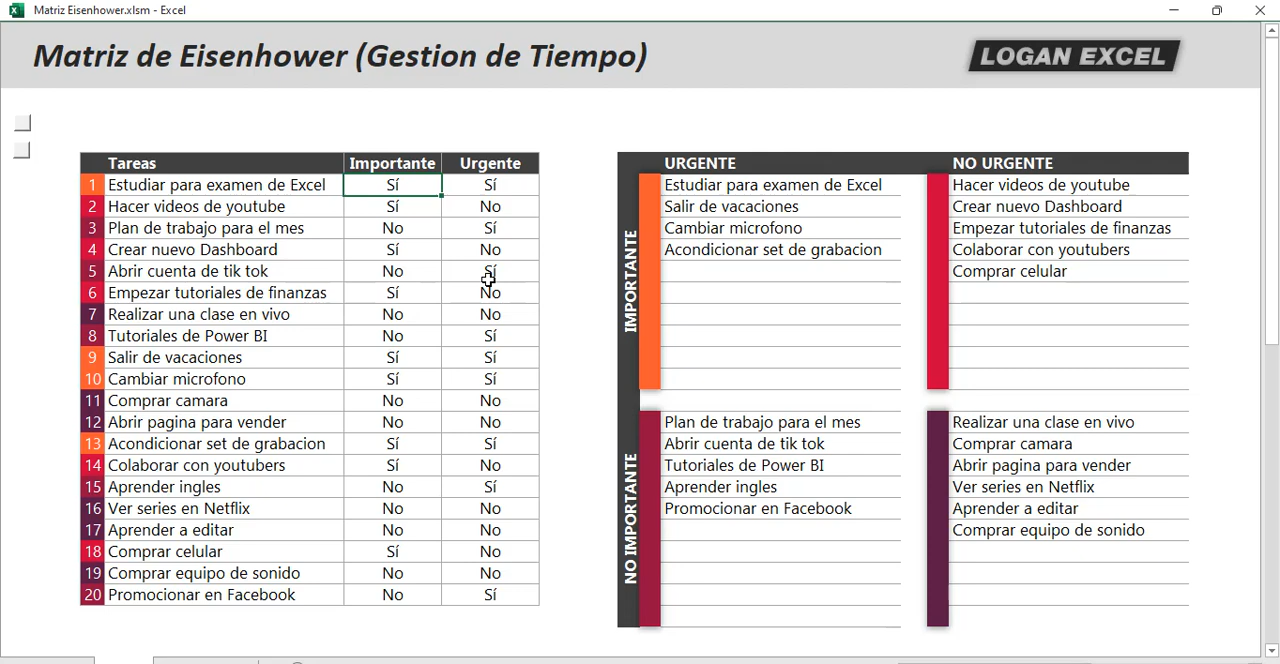 Matriz Eisenhower.xlsm - Excel
Matriz de Eisenhower (Gestion de Tiempo)
LOGAN EXCEL
Tareas Importante Urgente
1 Estudiar para examen de Excel Sí Sí
2 Hacer videos de youtube Sí No
3 Plan de trabajo para el mes No Sí
4 Crear nuevo Dashboard Sí No
5 Abrir cuenta de tik tok No Sí
6 Empezar tutoriales de finanzas Sí No
7 Realizar una clase en vivo No No
8 Tutoriales de Power BI No Sí
9 Salir de vacaciones Sí Sí
10 Cambiar microfono Sí Sí
11 Comprar camara No No
12 Abrir pagina para vender No No
13 Acondicionar set de grabacion Sí Sí
14 Colaborar con youtubers Sí No
15 Aprender ingles No Sí
16 Ver series en Netflix No No
17 Aprender a editar No No
18 Comprar celular Sí No
19 Comprar equipo de sonido No No
20 Promocionar en Facebook No Sí
URGENTE NO URGENTE
IMPORTANTE
Estudiar para examen de Excel Hacer videos de youtube
Salir de vacaciones Crear nuevo Dashboard
Cambiar microfono Empezar tutoriales de finanzas
Acondicionar set de grabacion Colaborar con youtubers
Comprar celular
NO IMPORTANTE
Plan de trabajo para el mes Realizar una clase en vivo
Abrir cuenta de tik tok Comprar camara
Tutoriales de Power BI Abrir pagina para vender
Aprender ingles Ver series en Netflix
Promocionar en Facebook Aprender a editar
Comprar equipo de sonido